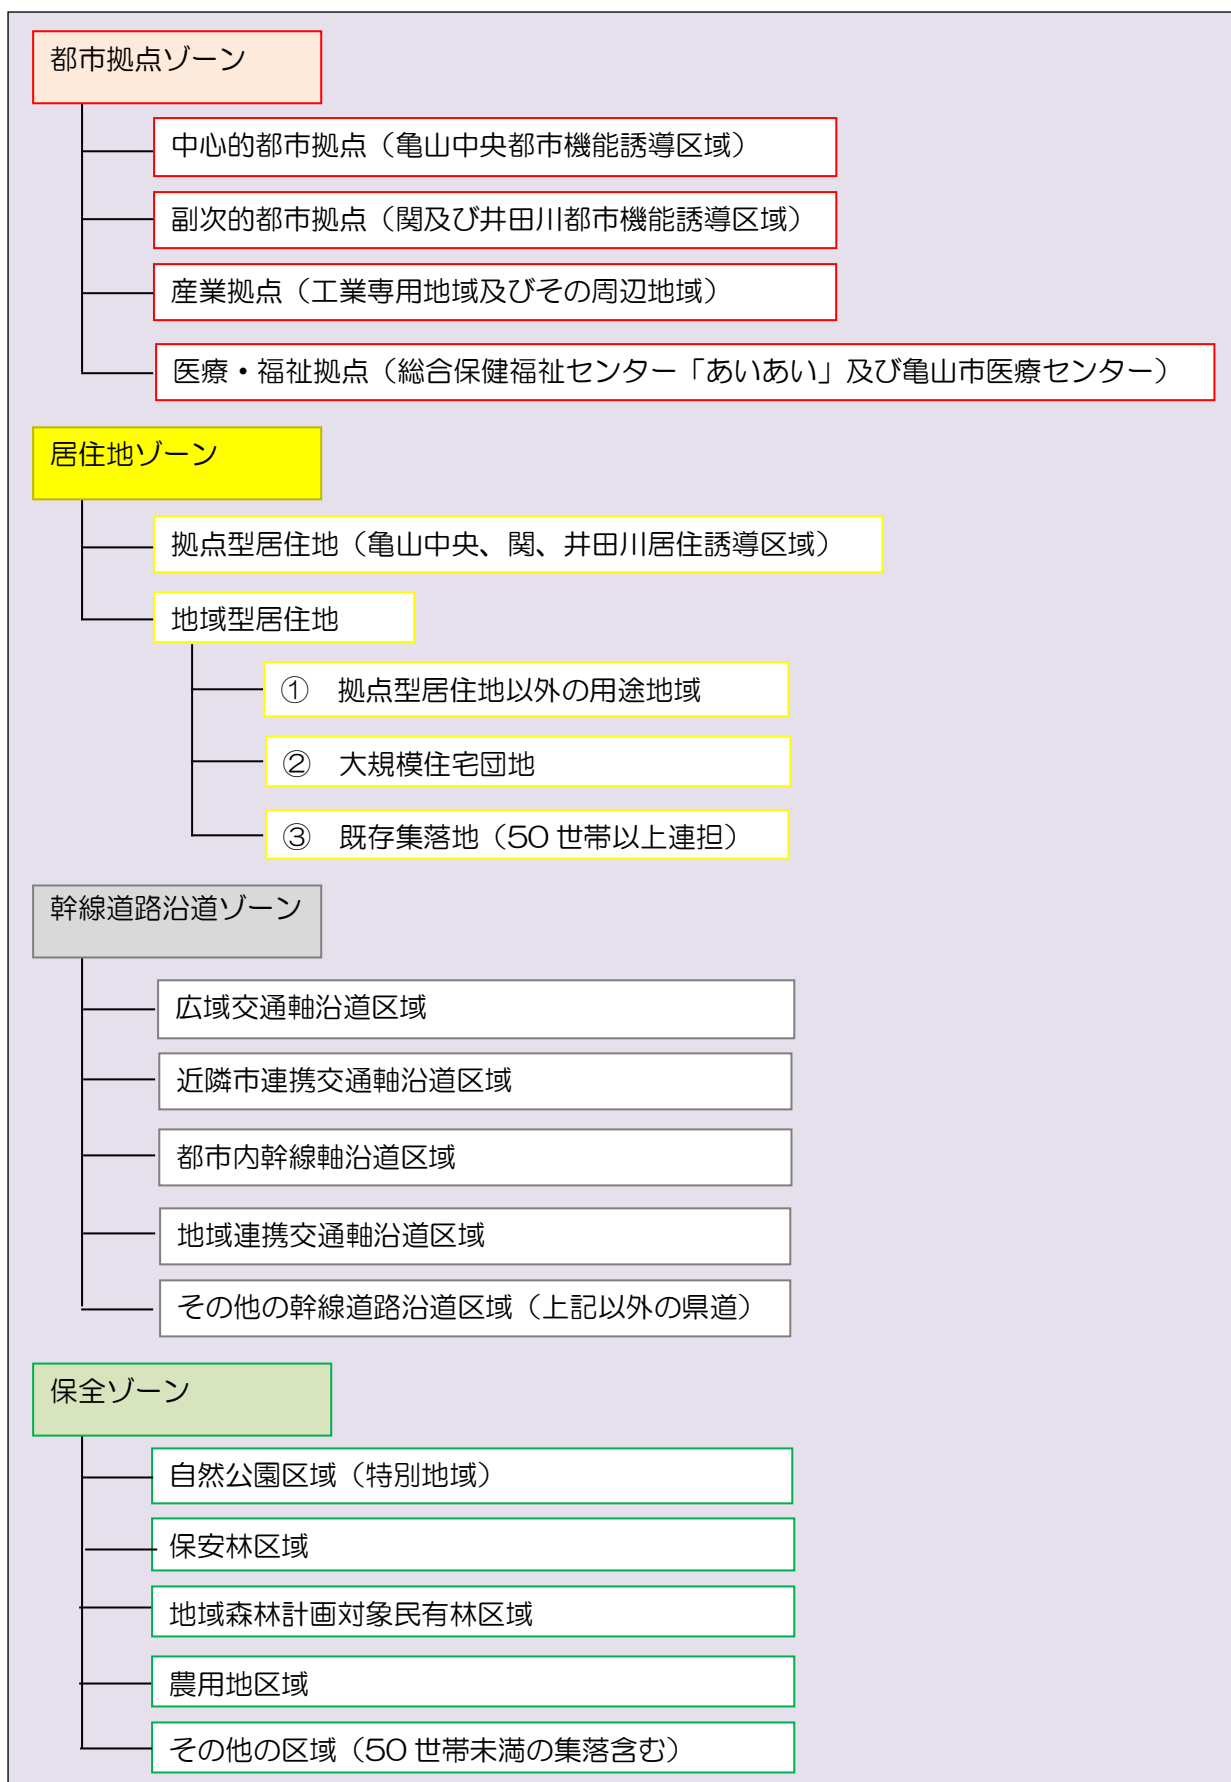 都市拠点ゾーン
中心的都市拠点（亀山中央都市機能誘導区域）
副次的都市拠点（関及び井田川都市機能誘導区域）
産業拠点（工業専用地域及びその周辺地域）
医療・福祉拠点（総合保健福祉センター「あいあい」及び亀山市医療センター）
居住地ゾーン
拠点型居住地（亀山中央、関、井田川居住誘導区域）
地域型居住地
①　拠点型居住地以外の用途地域
②　大規模住宅団地
③　既存集落地（50 世帯以上連担）
幹線道路沿道ゾーン
広域交通軸沿道区域
近隣市連携交通軸沿道区域
都市内幹線軸沿道区域
地域連携交通軸沿道区域
その他の幹線道路沿道区域（上記以外の県道）
保全ゾーン
自然公園区域（特別地域）
保安林区域
地域森林計画対象民有林区域
農用地区域
その他の区域（50 世帯未満の集落含む）